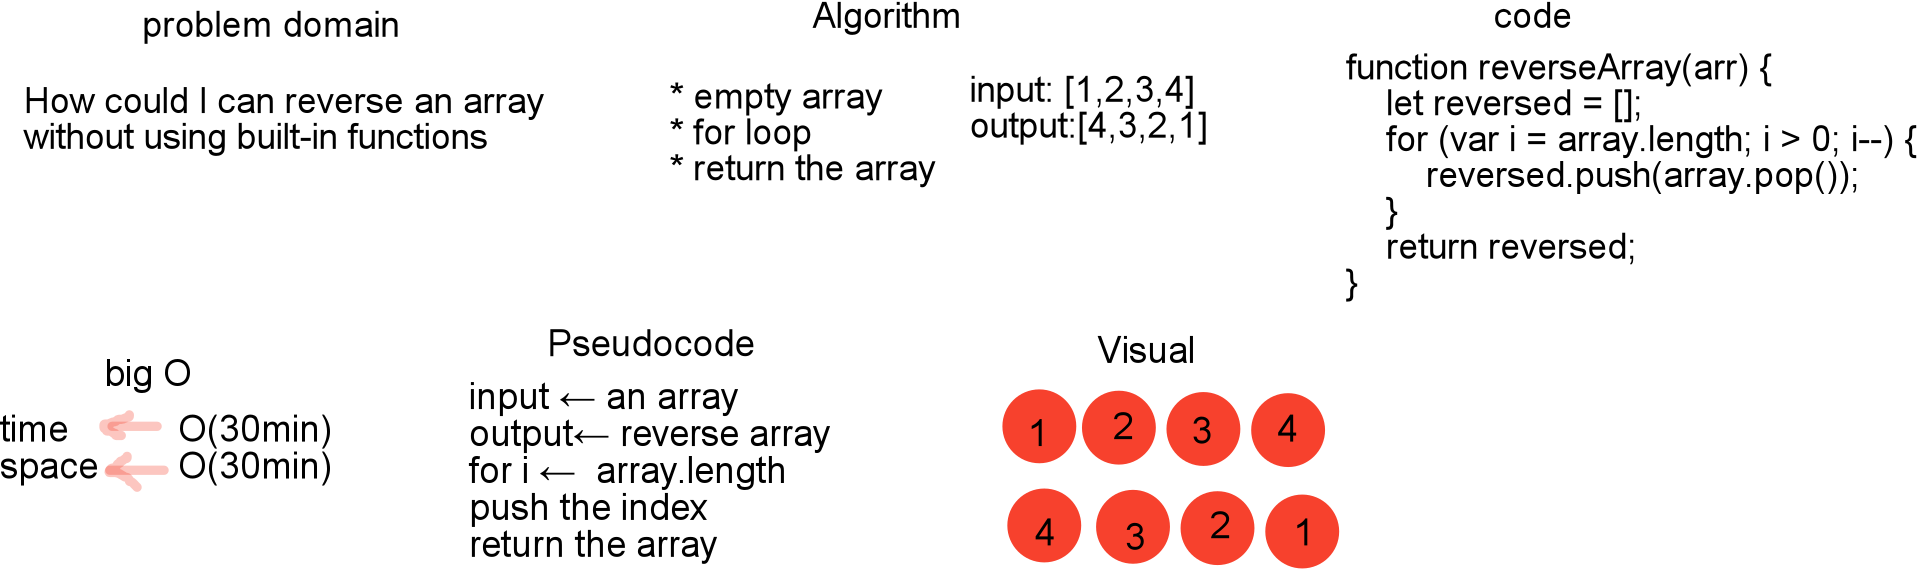 problem domain
How could I can reverse an array
without using built-in functions
Algorithm
* empty array
* for loop
* return the array
input: [1,2,3,4]
output:[4,3,2,1]
code
function reverseArray(arr) {
let reversed = [];
for (var i = array.length; i > 0; i--) {
reversed.push(array.pop());
}
return reversed;
}
big O
time ← O(30min)
space ← O(30min)
Pseudocode
input ← an array
output← reverse array
for i ← array.length
push the index
return the array
Visual
1 2 3 4
4 3 2 1